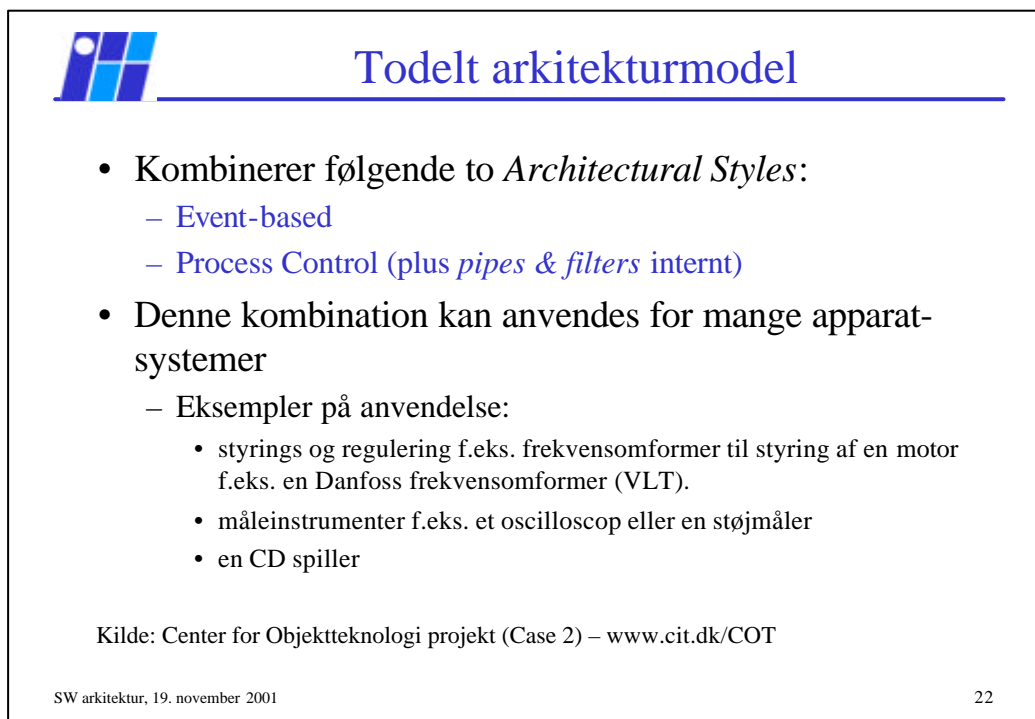 Todelt arkitekturmodel
• Kombinerer følgende to Architectural Styles:
– Event-based
– Process Control (plus pipes & filters internt)
• Denne kombination kan anvendes for mange apparat-
systemer
– Eksempler på anvendelse:
• styrings og regulering f.eks. frekvensomformer til styring af en motor
f.eks. en Danfoss frekvensomformer (VLT).
• måleinstrumenter f.eks. et oscilloscop eller en støjmåler
• en CD spiller
Kilde: Center for Objektteknologi projekt (Case 2) – www.cit.dk/COT
SW arkitektur, 19. november 2001 22